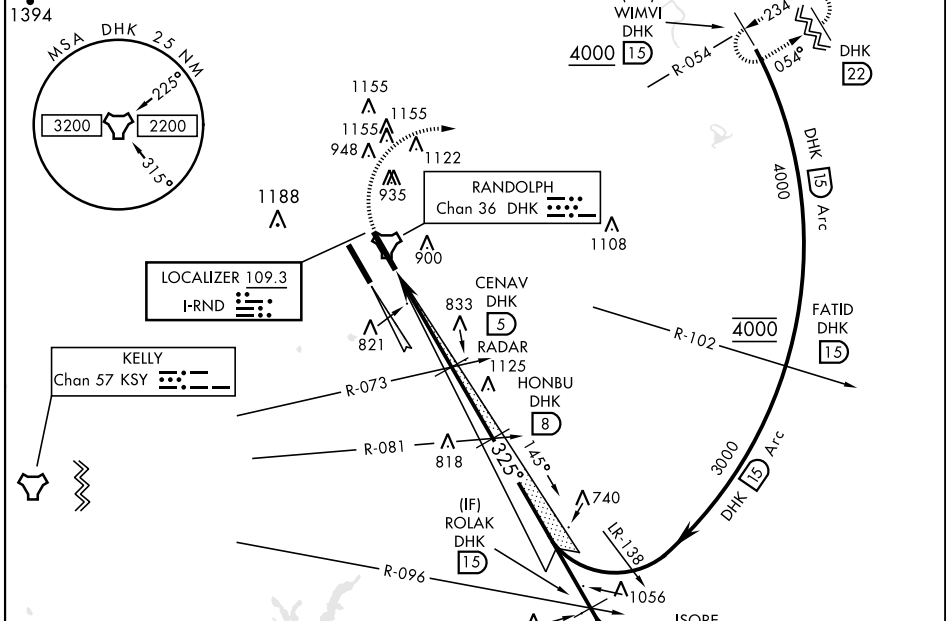 1394
MSA DHK 25 NM
225°
3200
2200
315°
WIMVI
DHK
4000
15
R-054
234
054°
DHK
22
DHK 15 Arc
4000
1155
1155
1155
948
1122
935
1188
RANDOLPH
Chan 36 DHK
1108
900
LOCALIZER 109.3
I-RND
CENAV
DHK
5
RADAR
833
821
1125
R-073
KELLY
Chan 57 KSY
HONBU
DHK
8
R-081
818
325°
145°
R-102
4000
FATID
DHK
15
3000
DHK 15 Arc
740
LR-138
(IF)
ROLAK
DHK
15
R-096
1056